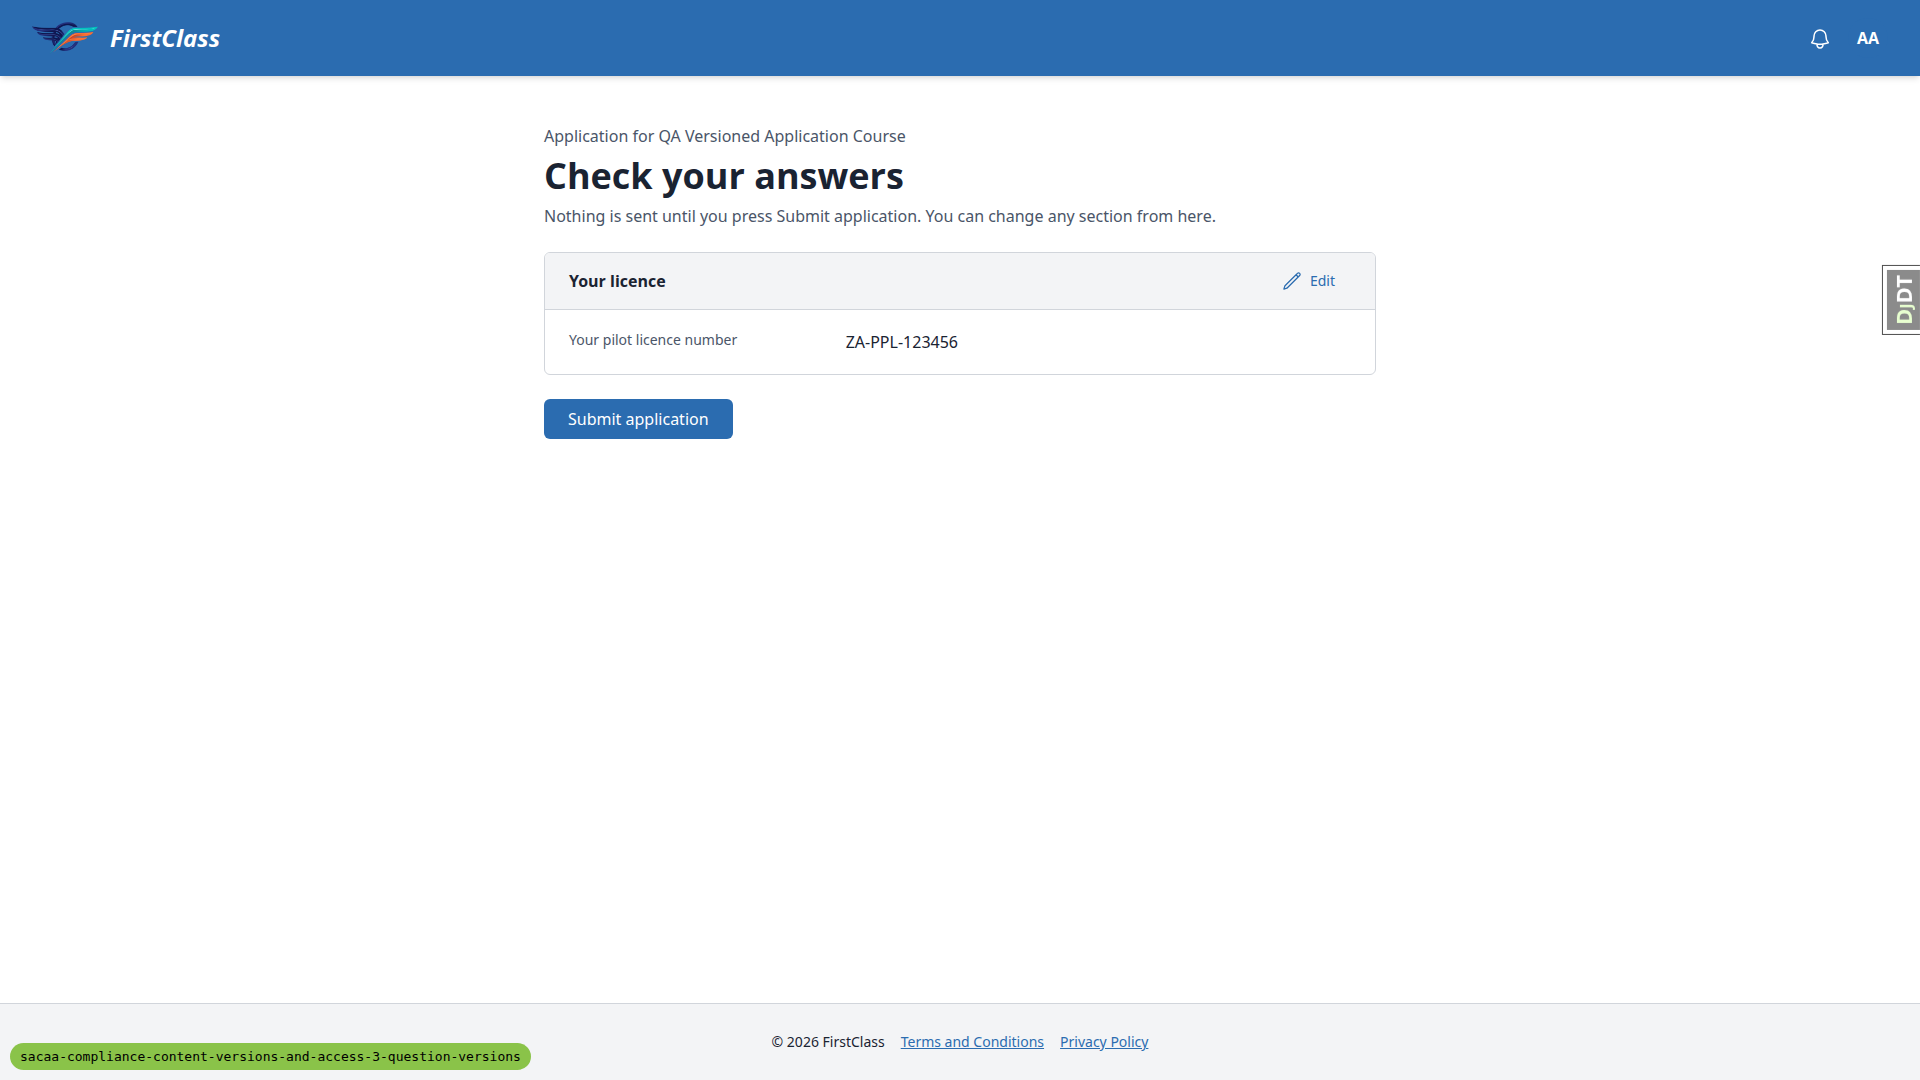 FirstClass
AA
Application for QA Versioned Application Course
Check your answers
Nothing is sent until you press Submit application. You can change any section from here.
Your licence
Edit
Your pilot licence number
ZA-PPL-123456
Submit application
DjDT
© 2026 FirstClass Terms and Conditions Privacy Policy
sacaa-compliance-content-versions-and-access-3-question-versions